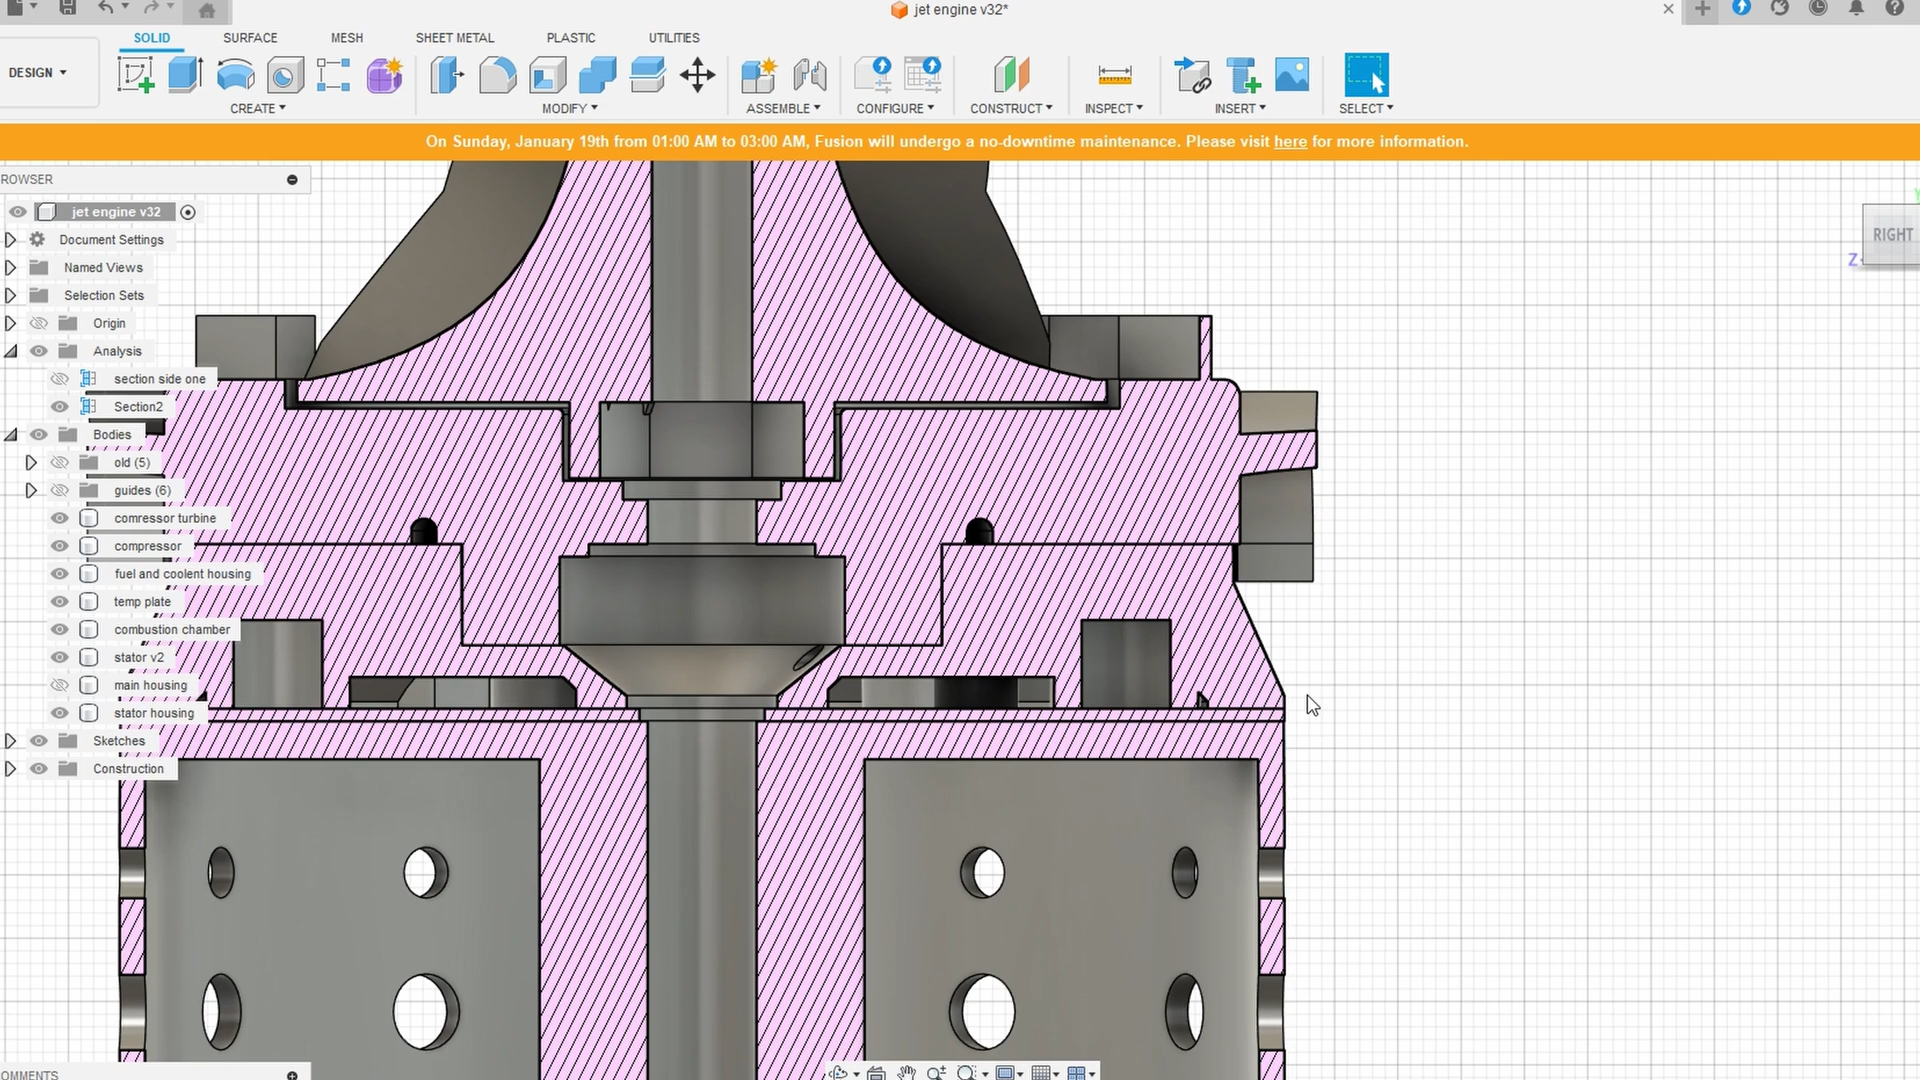 jet engine v32*
SOLID SURFACE MESH SHEET METAL PLASTIC UTILITIES
DESIGN
CREATE MODIFY ASSEMBLE CONFIGURE CONSTRUCT INSPECT INSERT SELECT
On Sunday, January 19th from 01:00 AM to 03:00 AM, Fusion will undergo a no-downtime maintenance. Please visit here for more information.
ROWSER
jet engine v32
Document Settings
Named Views
Selection Sets
Origin
Analysis
section side one
Section2
Bodies
old (5)
guides (6)
comressor turbine
compressor
fuel and coolent housing
temp plate
combustion chamber
stator v2
main housing
stator housing
Sketches
Construction
RIGHT
Z
OMMENTS